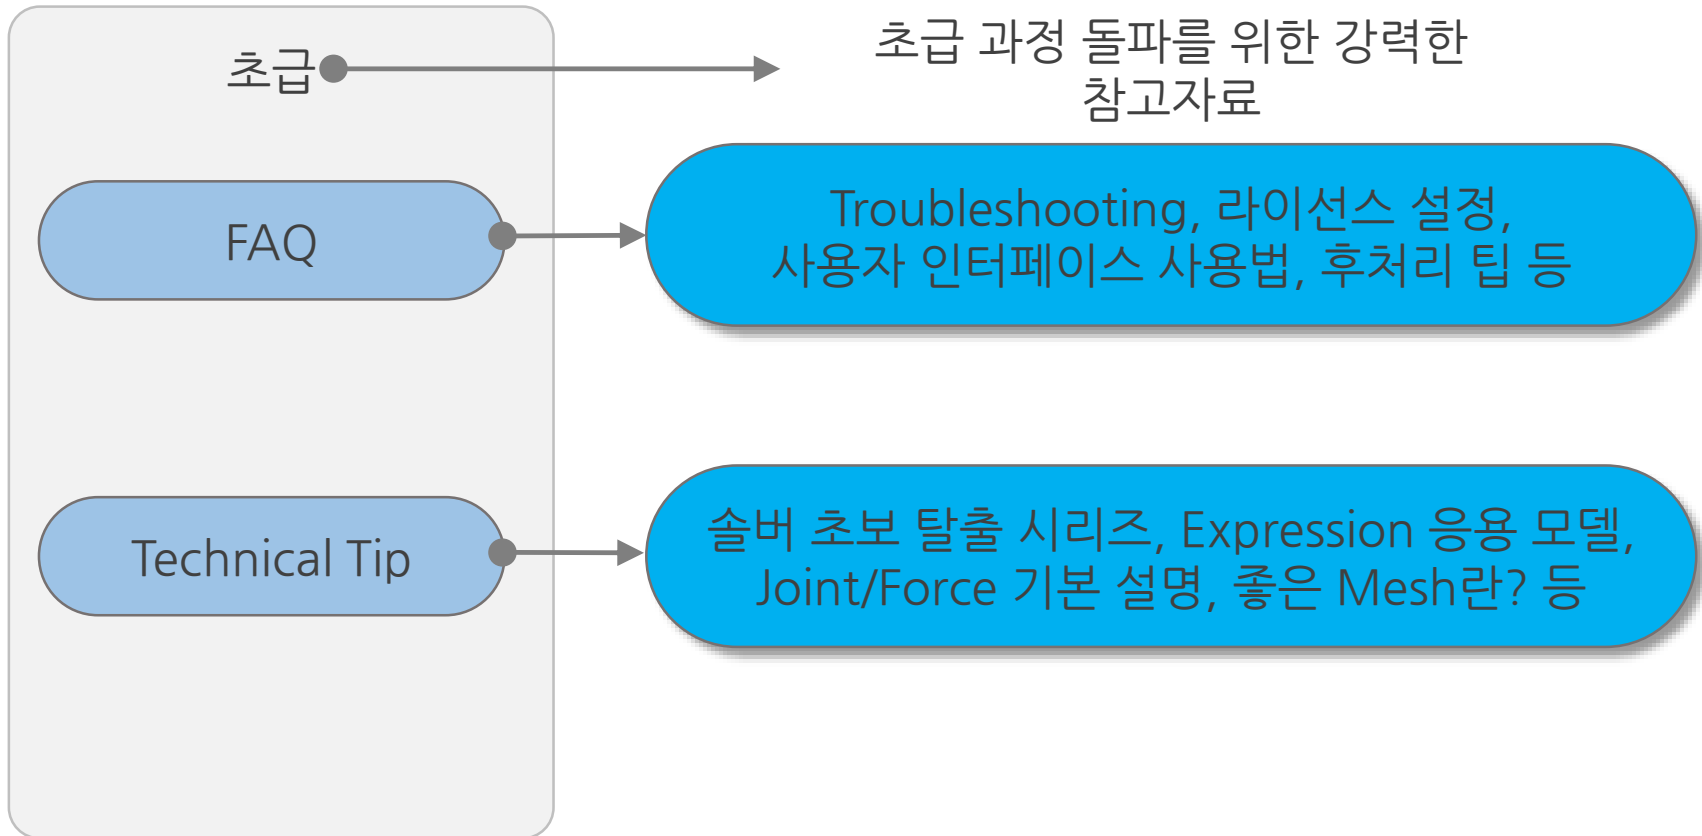 초급
초급 과정 돌파를 위한 강력한
참고자료
FAQ
Troubleshooting, 라이선스 설정,
사용자 인터페이스 사용법, 후처리 팁 등
Technical Tip
솔버 초보 탈출 시리즈, Expression 응용 모델,
Joint/Force 기본 설명, 좋은 Mesh란? 등